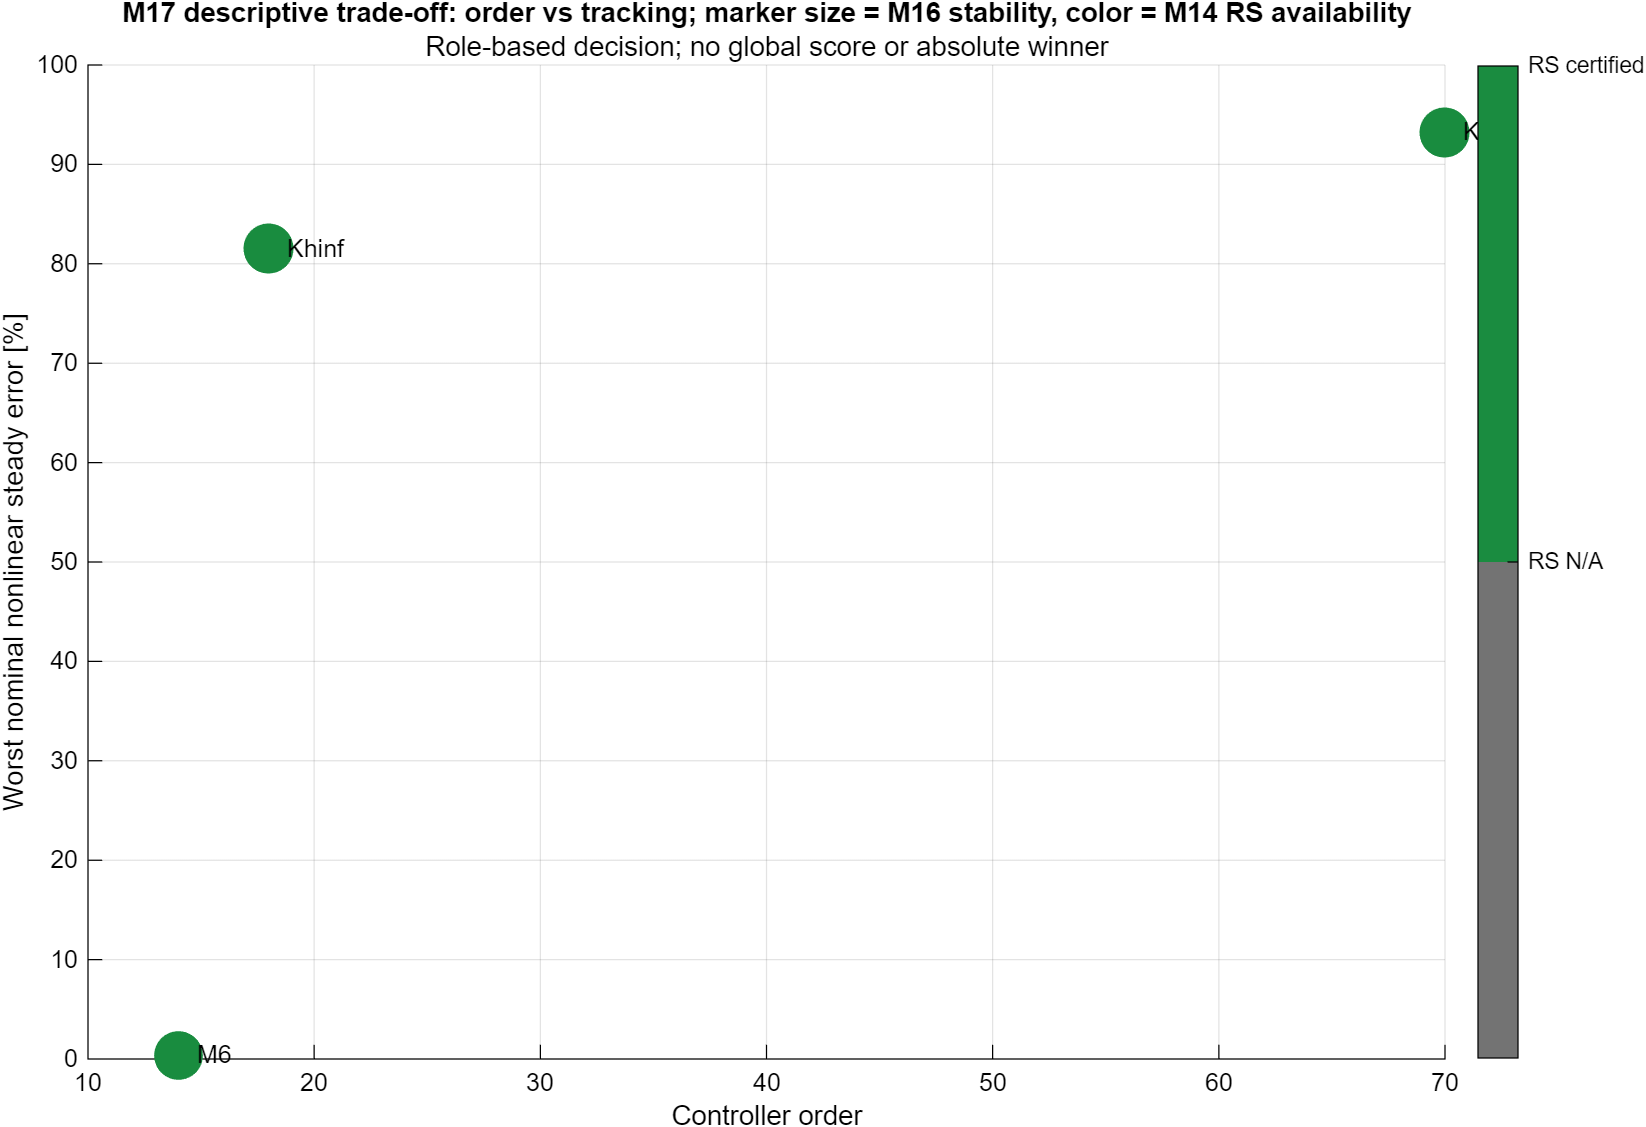 M17 descriptive trade-off: order vs tracking; marker size = M16 stability, color = M14 RS availability
Role-based decision; no global score or absolute winner
100
90
80
70
60
50
40
30
20
10
0
Worst nominal nonlinear steady error [%]
K
Khinf
M6
10
20
30
40
50
60
70
Controller order
RS certified
RS N/A